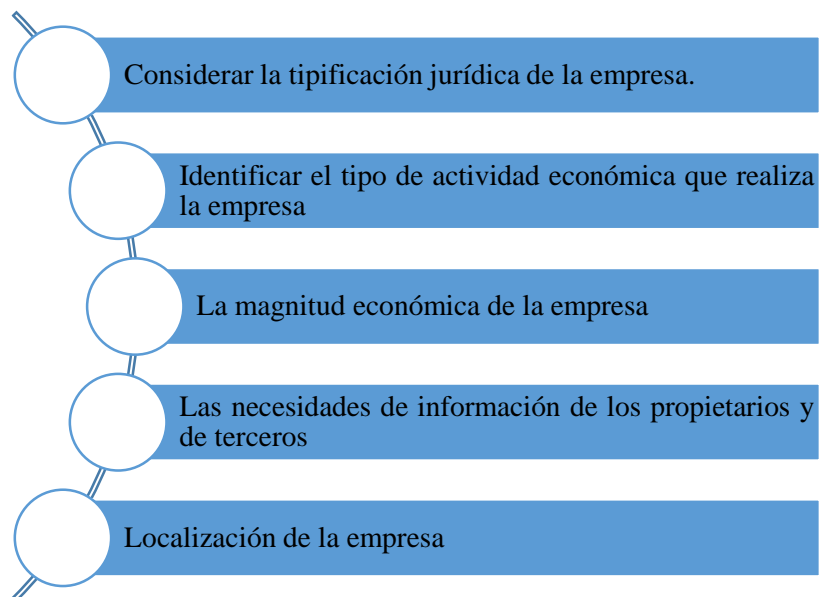 Considerar la tipificación jurídica de la empresa.
Identificar el tipo de actividad económica que realiza
la empresa
La magnitud económica de la empresa
Las necesidades de información de los propietarios y
de terceros
Localización de la empresa